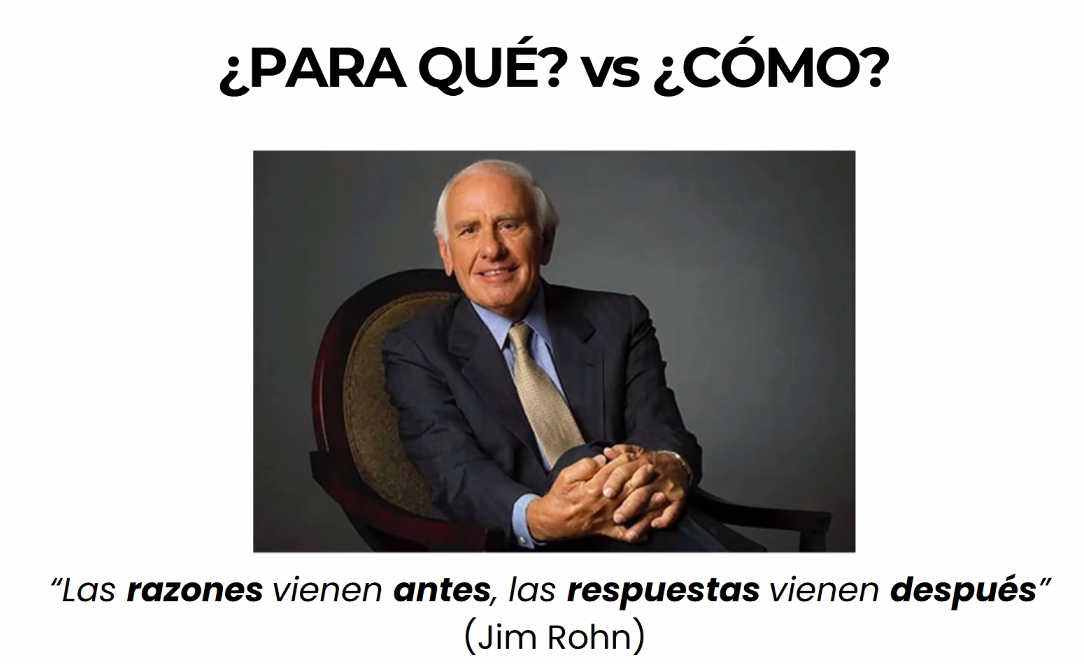 ¿PARA QUÉ? vs ¿CÓMO?
“Las razones vienen antes, las respuestas vienen después”
(Jim Rohn)